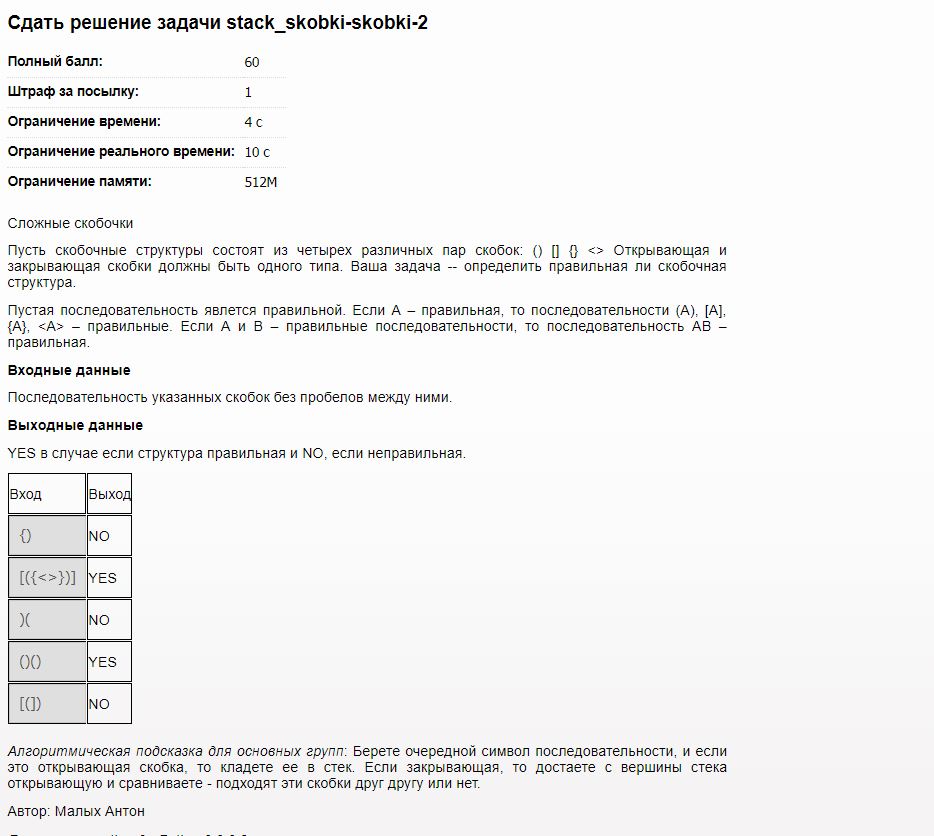 Сдать решение задачи stack_skobki-skobki-2
Полный балл: 60
Штраф за посылку: 1
Ограничение времени: 4 с
Ограничение реального времени: 10 с
Ограничение памяти: 512M
Сложные скобочки
Пусть скобочные структуры состоят из четырех различных пар скобок: () [] {} <> Открывающая и
закрывающая скобки должны быть одного типа. Ваша задача -- определить правильная ли скобочная
структура.
Пустая последовательность явлется правильной. Если A – правильная, то последовательности (A), [A],
{A}, <A> – правильные. Если A и B – правильные последовательности, то последовательность AB –
правильная.
Входные данные
Последовательность указанных скобок без пробелов между ними.
Выходные данные
YES в случае если структура правильная и NO, если неправильная.
Вход Выход
{) NO
[({<>})] YES
)( NO
()() YES
[(]) NO
Алгоритмическая подсказка для основных групп: Берете очередной символ последовательности, и если
это открывающая скобка, то кладете ее в стек. Если закрывающая, то достаете с вершины стека
открывающую и сравниваете - подходят эти скобки друг другу или нет.
Автор: Малых Антон